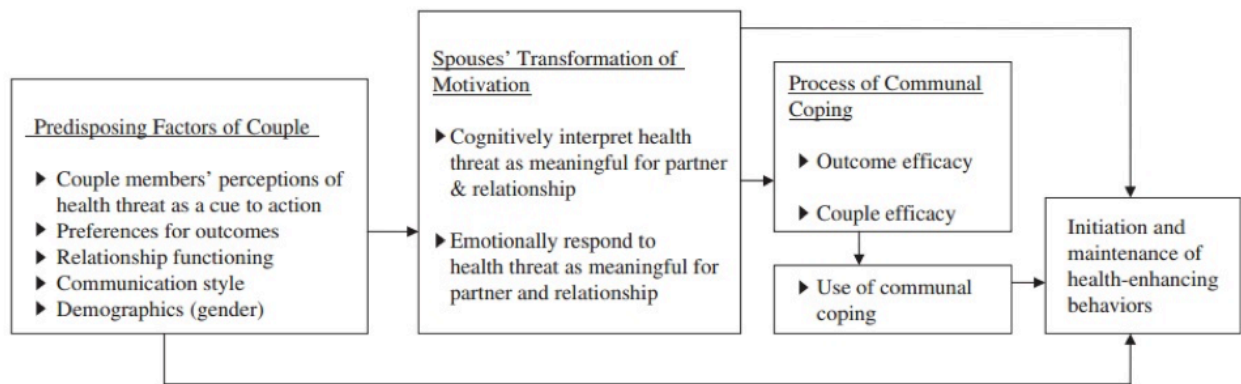 Predisposing Factors of Couple
▶ Couple members' perceptions of
health threat as a cue to action
▶ Preferences for outcomes
▶ Relationship functioning
▶ Communication style
▶ Demographics (gender)
Spouses' Transformation of
Motivation
▶ Cognitively interpret health
threat as meaningful for partner
& relationship
▶ Emotionally respond to
health threat as meaningful for
partner and relationship
Process of Communal
Coping
▶ Outcome efficacy
▶ Couple efficacy
▶ Use of communal
coping
Initiation and
maintenance of
health-enhancing
behaviors